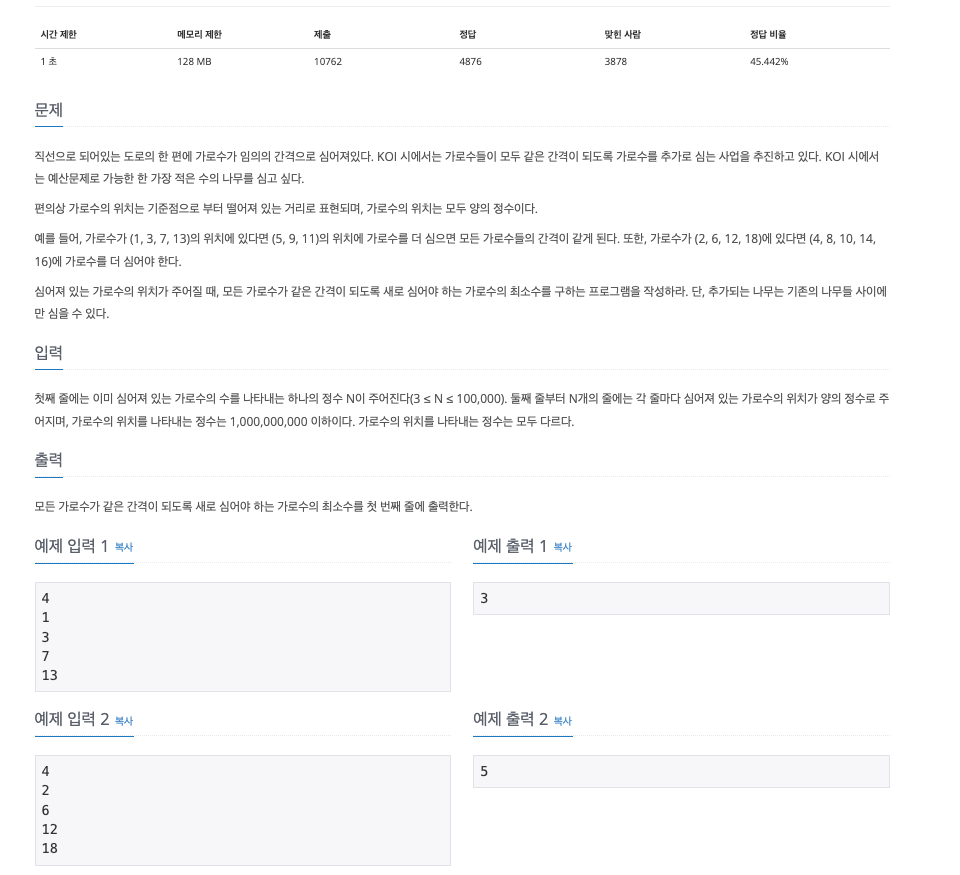 시간 제한 메모리 제한 제출 정답 맞힌 사람 정답 비율
1 초 128 MB 10762 4876 3878 45.442%
문제
직선으로 되어있는 도로의 한 편에 가로수가 임의의 간격으로 심어져있다. KOI 시에서는 가로수들이 모두 같은 간격이 되도록 가로수를 추가로 심는 사업을 추진하고 있다. KOI 시에서
는 예산문제로 가능한 한 가장 적은 수의 나무를 심고 싶다.
편의상 가로수의 위치는 기준점으로 부터 떨어져 있는 거리로 표현되며, 가로수의 위치는 모두 양의 정수이다.
예를 들어, 가로수가 (1, 3, 7, 13)의 위치에 있다면 (5, 9, 11)의 위치에 가로수를 더 심으면 모든 가로수들의 간격이 같게 된다. 또한, 가로수가 (2, 6, 12, 18)에 있다면 (4, 8, 10, 14,
16)에 가로수를 더 심어야 한다.
심어져 있는 가로수의 위치가 주어질 때, 모든 가로수가 같은 간격이 되도록 새로 심어야 하는 가로수의 최소수를 구하는 프로그램을 작성하라. 단, 추가되는 나무는 기존의 나무들 사이에
만 심을 수 있다.
입력
첫째 줄에는 이미 심어져 있는 가로수의 수를 나타내는 하나의 정수 N이 주어진다(3 ≤ N ≤ 100,000). 둘째 줄부터 N개의 줄에는 각 줄마다 심어져 있는 가로수의 위치가 양의 정수로 주
어지며, 가로수의 위치를 나타내는 정수는 1,000,000,000 이하이다. 가로수의 위치를 나타내는 정수는 모두 다르다.
출력
모든 가로수가 같은 간격이 되도록 새로 심어야 하는 가로수의 최소수를 첫 번째 줄에 출력한다.
예제 입력 1 복사
4
1
3
7
13
예제 출력 1 복사
3
예제 입력 2 복사
4
2
6
12
18
예제 출력 2 복사
5